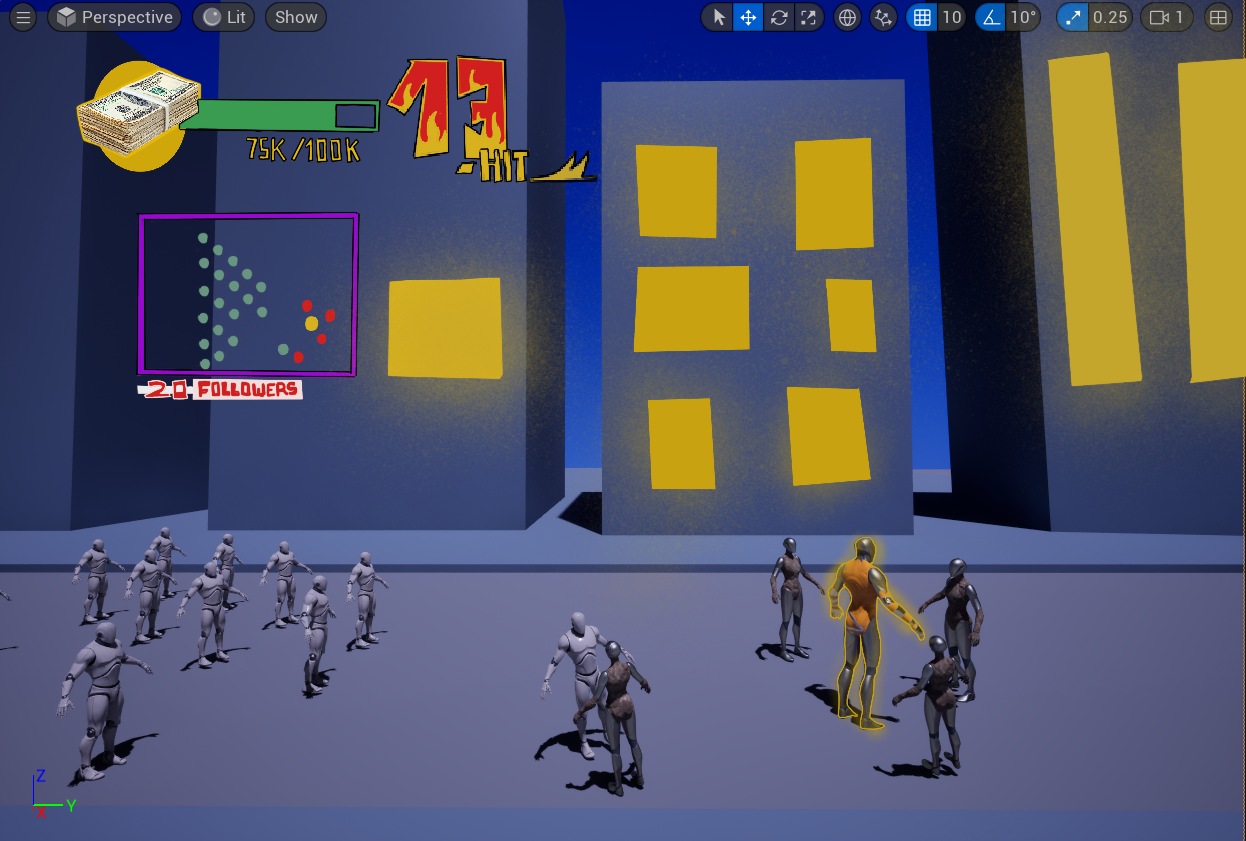 Perspective Lit Show 10 10° 0.25 1
13
-HIT
75K/100K
20 FOLLOWERS
Z
Y
X